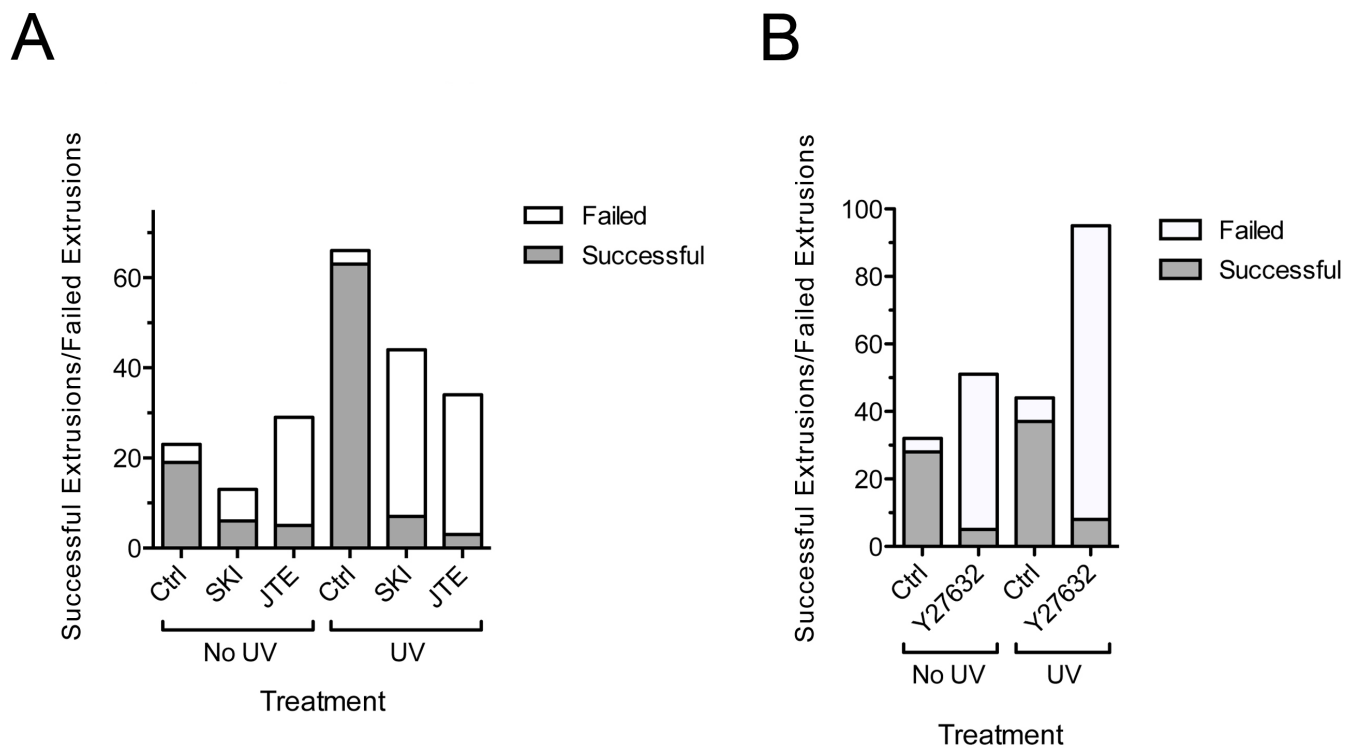 A
Successful Extrusions/Failed Extrusions
60
40
20
0
Failed
Successful
Ctrl
SKI
JTE
Ctrl
SKI
JTE
No UV
UV
Treatment
B
Successful Extrusions/Failed Extrusions
100
80
60
40
20
0
Failed
Successful
Ctrl
Y27632
Ctrl
Y27632
No UV
UV
Treatment